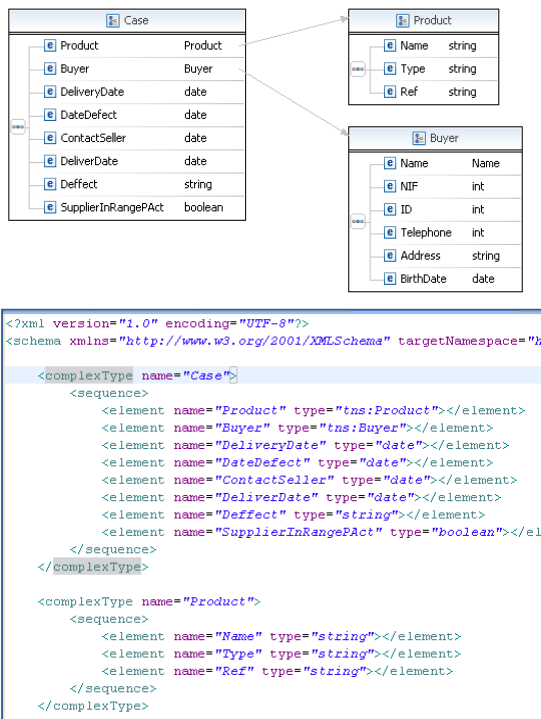 Case
Product Product
Buyer Buyer
DeliveryDate date
DateDefect date
ContactSeller date
DeliverDate date
Deffect string
SupplierInRangePAct boolean
Product
Name string
Type string
Ref string
Buyer
Name Name
NIF int
ID int
Telephone int
Address string
BirthDate date
<?xml version="1.0" encoding="UTF-8"?>
<schema xmlns="http://www.w3.org/2001/XMLSchema" targetNamespace="h
<complexType name="Case">
<sequence>
<element name="Product" type="tns:Product"></element>
<element name="Buyer" type="tns:Buyer"></element>
<element name="DeliveryDate" type="date"></element>
<element name="DateDefect" type="date"></element>
<element name="ContactSeller" type="date"></element>
<element name="DeliverDate" type="date"></element>
<element name="Deffect" type="string"></element>
<element name="SupplierInRangePAct" type="boolean"></el
</sequence>
</complexType>
<complexType name="Product">
<sequence>
<element name="Name" type="string"></element>
<element name="Type" type="string"></element>
<element name="Ref" type="string"></element>
</sequence>
</complexType>